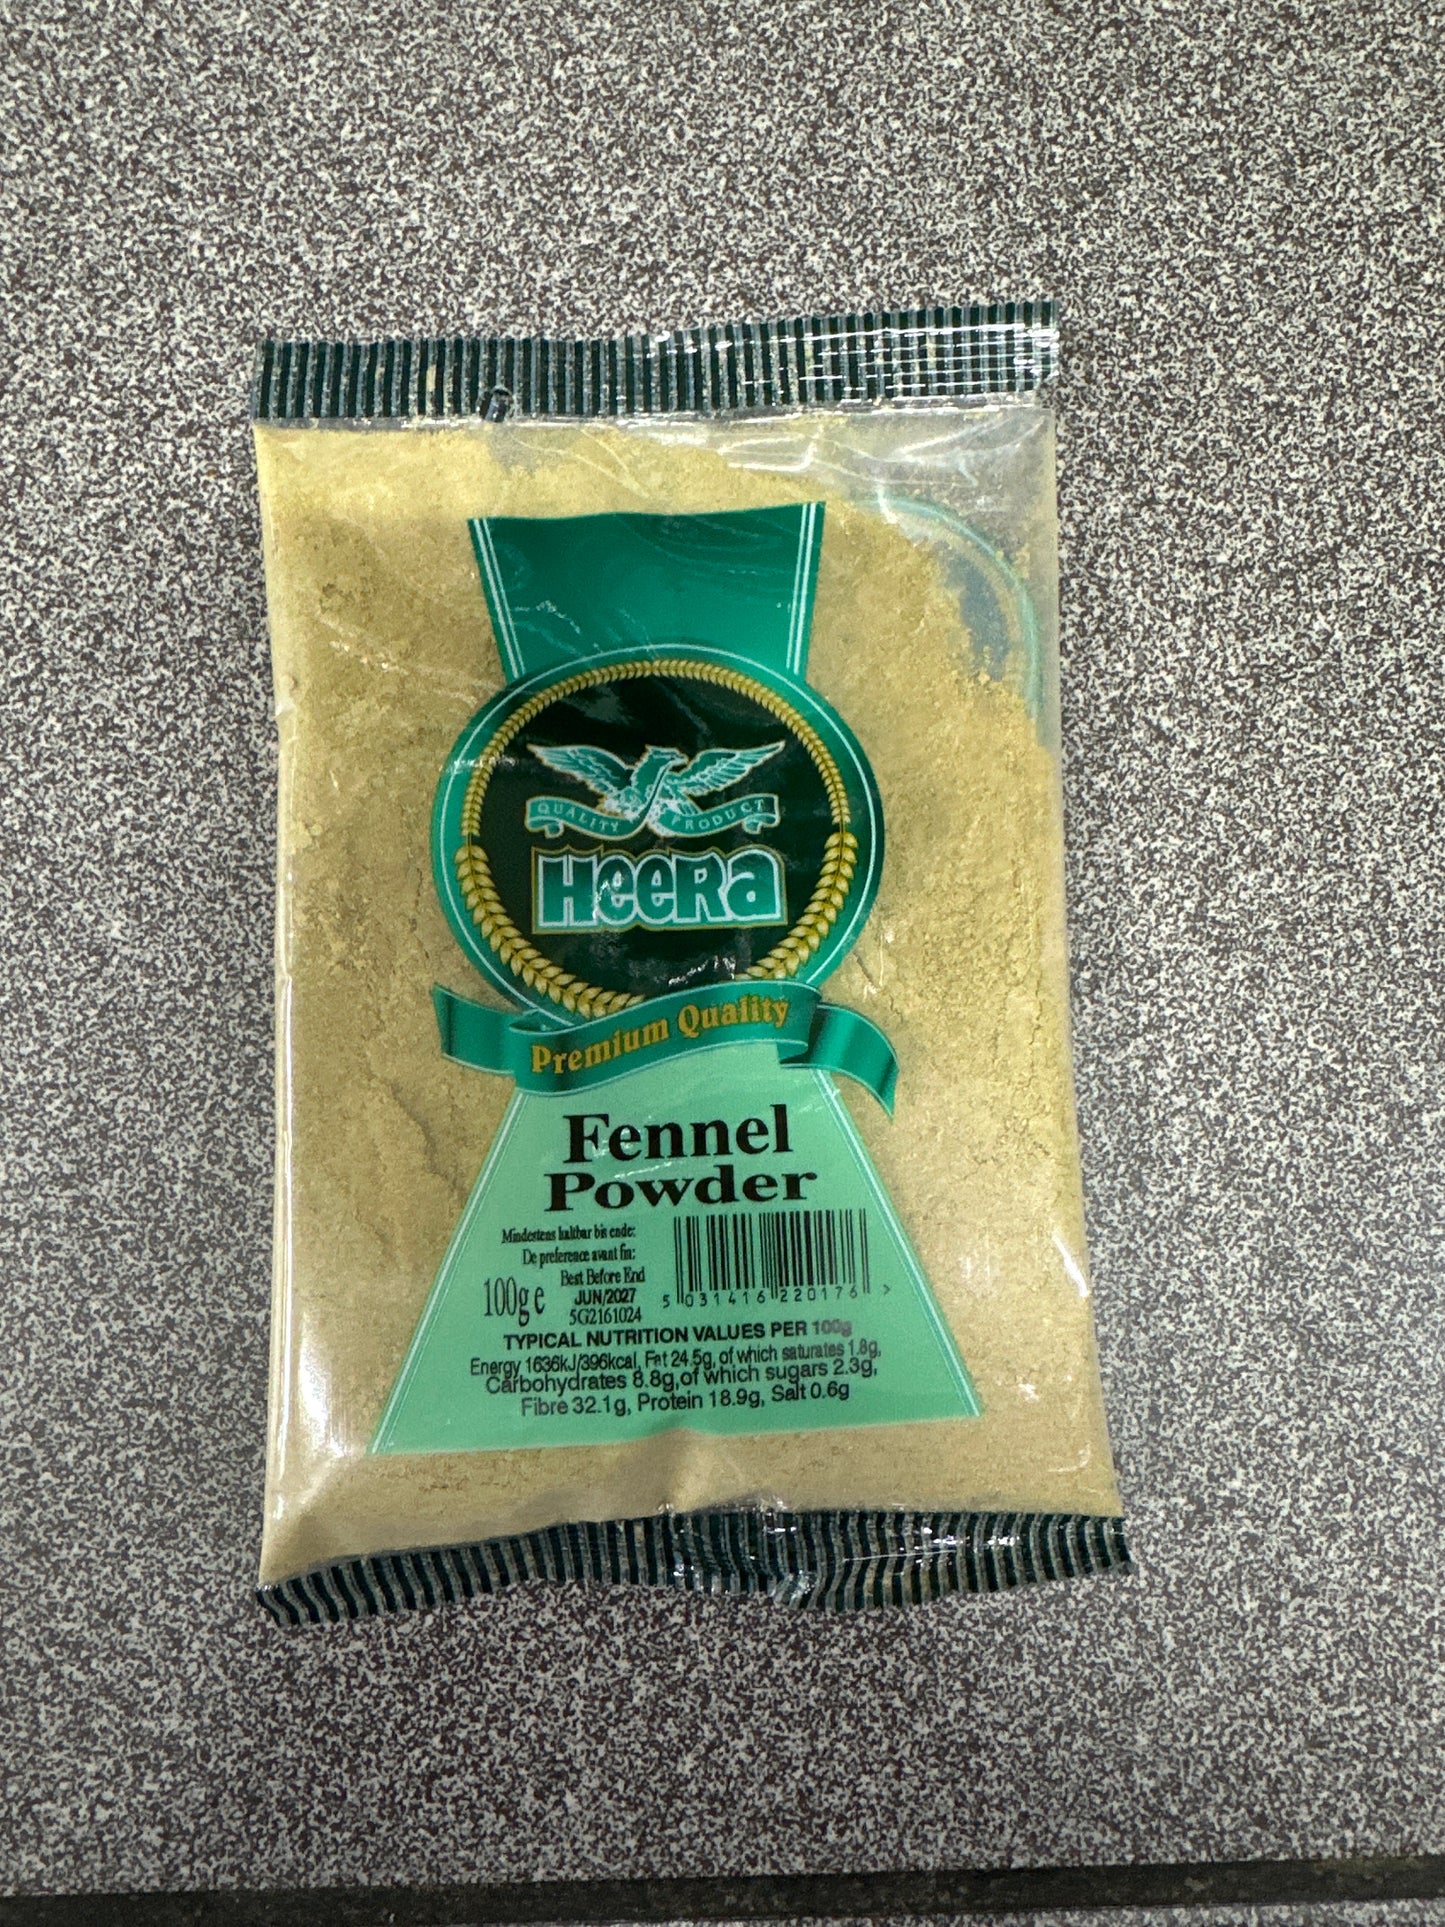 QUALITY PRODUCT
HEERA
Premium Quality
Fennel
Powder
Mindestens haltbar bis ende:
De preference avant fin:
Best Before End
100g e
JUN/2027
5G2161024
5 031416 220176 >
TYPICAL NUTRITION VALUES PER 100g
Energy 1636kJ/396kcal, Fat 24.5g, of which saturates 1.8g,
Carbohydrates 8.8g, of which sugars 2.3g,
Fibre 32.1g, Protein 18.9g, Salt 0.6g